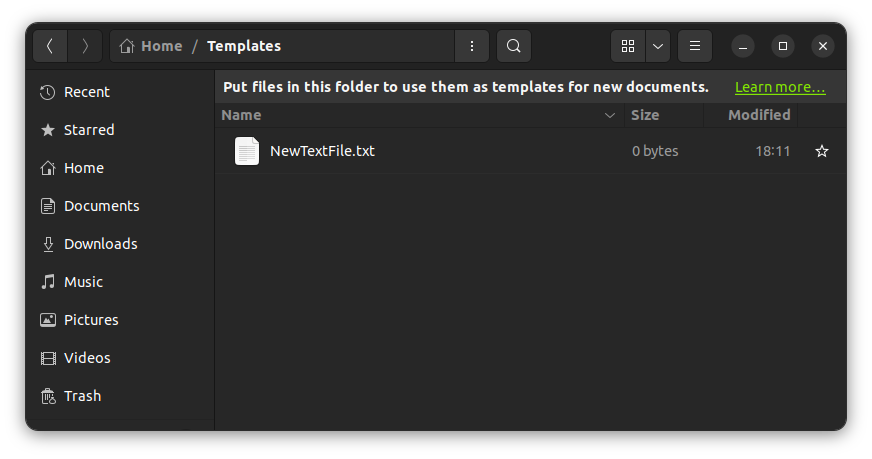 Home / Templates
Put files in this folder to use them as templates for new documents. Learn more…
Name Size Modified
NewTextFile.txt 0 bytes 18:11
Recent
Starred
Home
Documents
Downloads
Music
Pictures
Videos
Trash